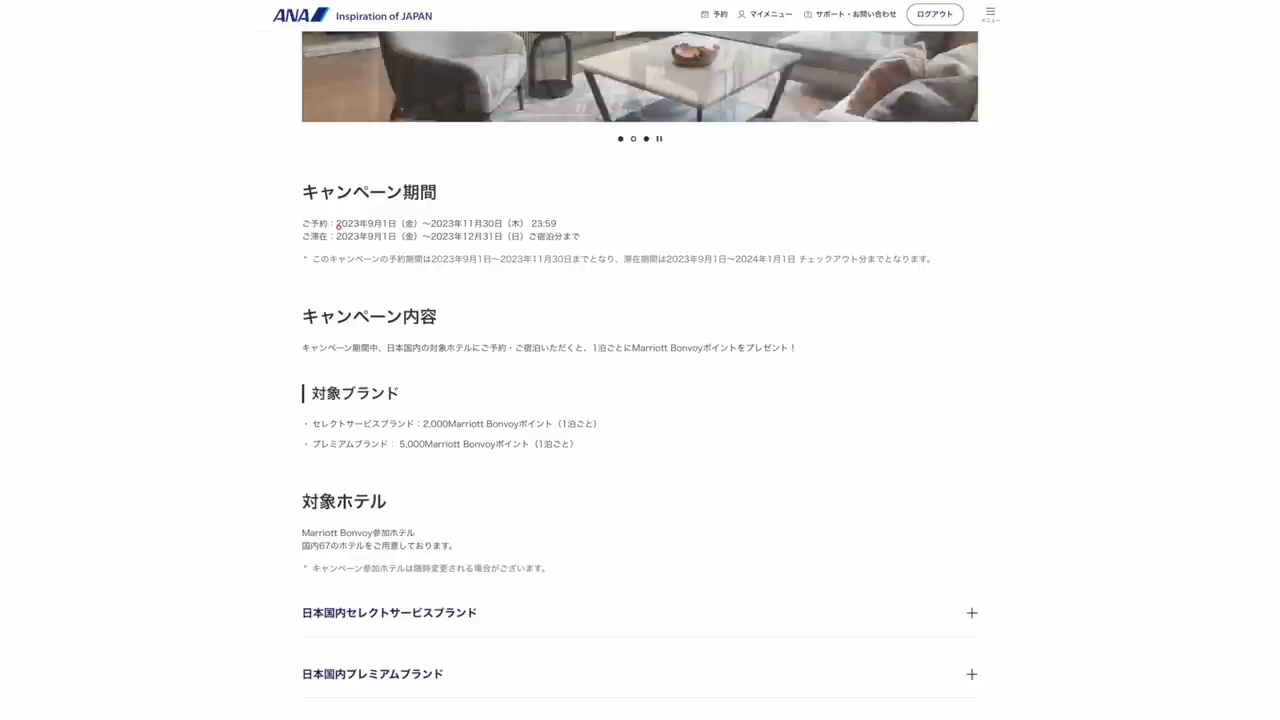 ANA Inspiration of JAPAN
予約 マイメニュー サポート・お問い合わせ ログアウト メニュー
キャンペーン期間
ご予約：2023年9月1日（金）〜2023年11月30日（木） 23:59
ご滞在：2023年9月1日（金）〜2023年12月31日（日）ご宿泊分まで
* このキャンペーンの予約期間は2023年9月1日〜2023年11月30日までとなり、滞在期間は2023年9月1日〜2024年1月1日 チェックアウト分までとなります。
キャンペーン内容
キャンペーン期間中、日本国内の対象ホテルにご予約・ご宿泊いただくと、1泊ごとにMarriott Bonvoyポイントをプレゼント！
対象ブランド
・ セレクトサービスブランド：2,000Marriott Bonvoyポイント（1泊ごと）
・ プレミアムブランド： 5,000Marriott Bonvoyポイント（1泊ごと）
対象ホテル
Marriott Bonvoy参加ホテル
国内67のホテルをご用意しております。
* キャンペーン参加ホテルは随時変更される場合がございます。
日本国内セレクトサービスブランド
日本国内プレミアムブランド